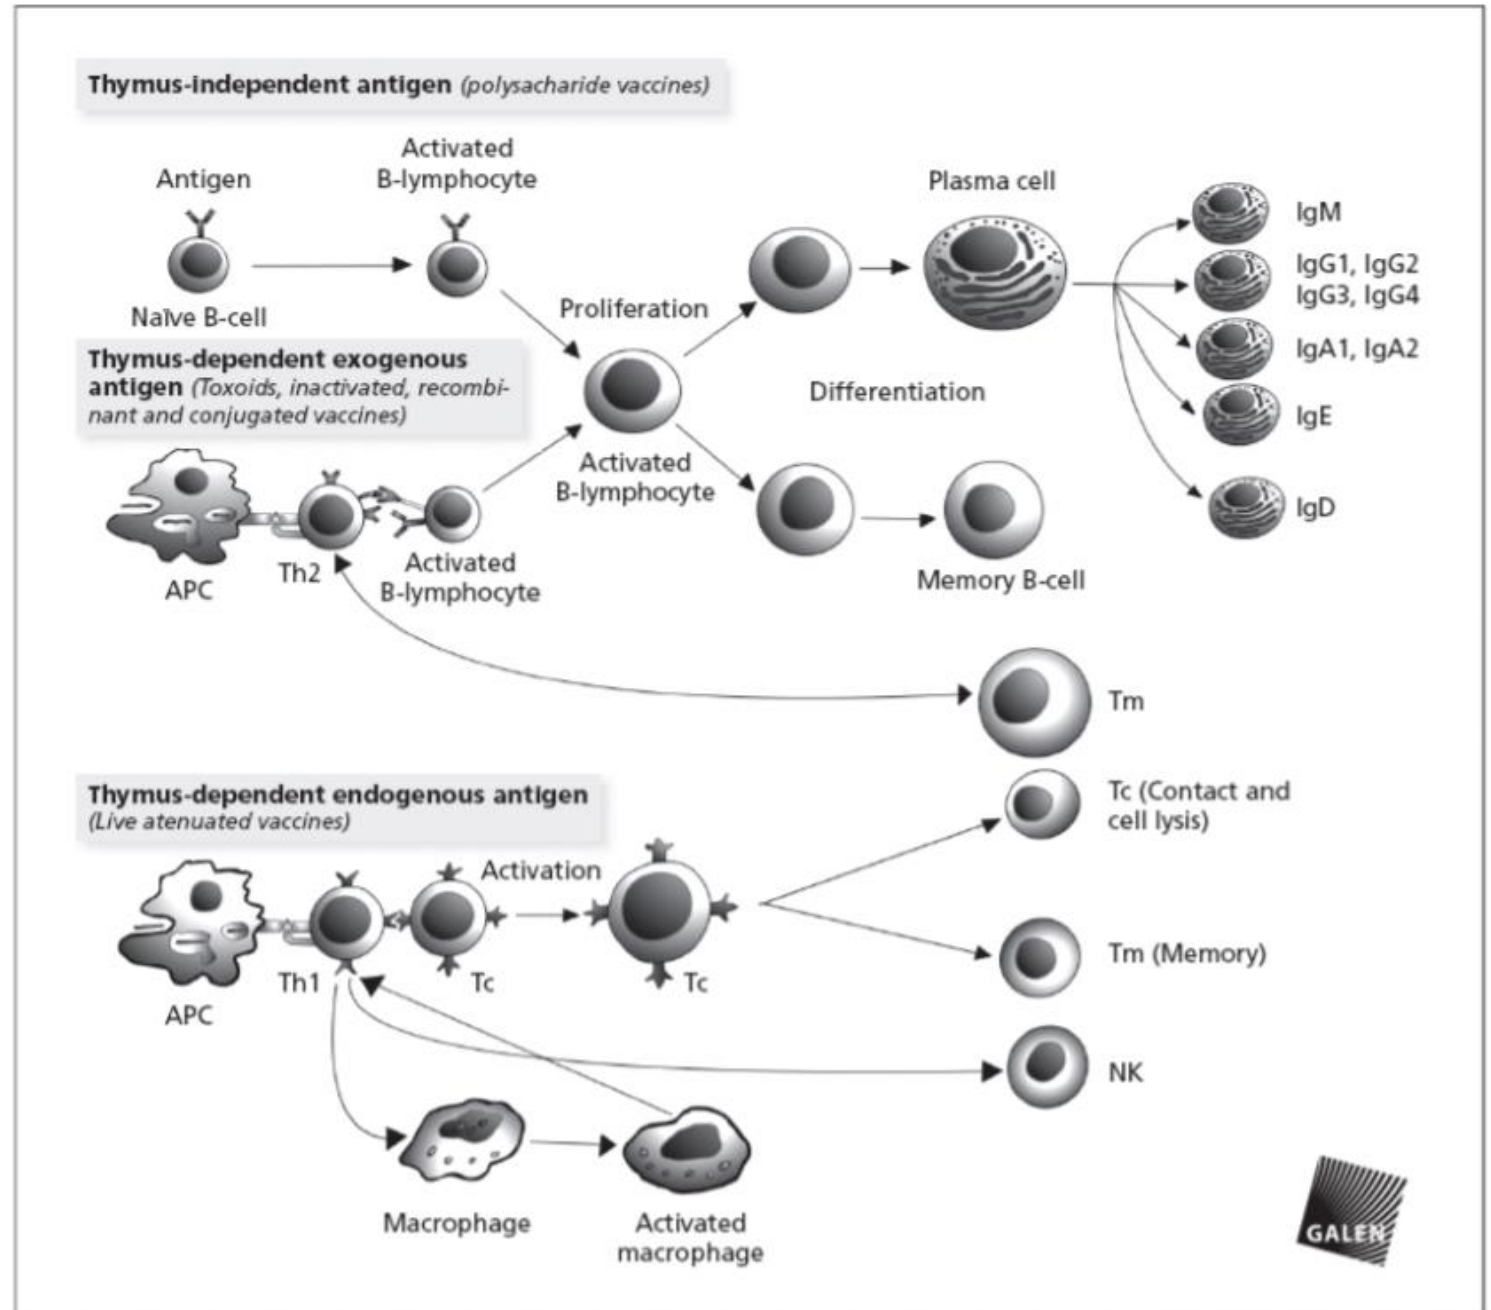 Thymus-independent antigen (polysacharide vaccines)
Antigen
Activated
B-lymphocyte
Naïve B-cell
Proliferation
Plasma cell
IgM
IgG1, IgG2
IgG3, IgG4
IgA1, IgA2
IgE
IgD
Thymus-dependent exogenous
antigen (Toxoids, inactivated, recombi-
nant and conjugated vaccines)
Differentiation
Activated
B-lymphocyte
APC
Th2
Activated
B-lymphocyte
Memory B-cell
Tm
Thymus-dependent endogenous antigen
(Live atenuated vaccines)
Activation
APC
Th1
Tc
Tc
Tc (Contact and
cell lysis)
Tm (Memory)
NK
Macrophage
Activated
macrophage
GALEN